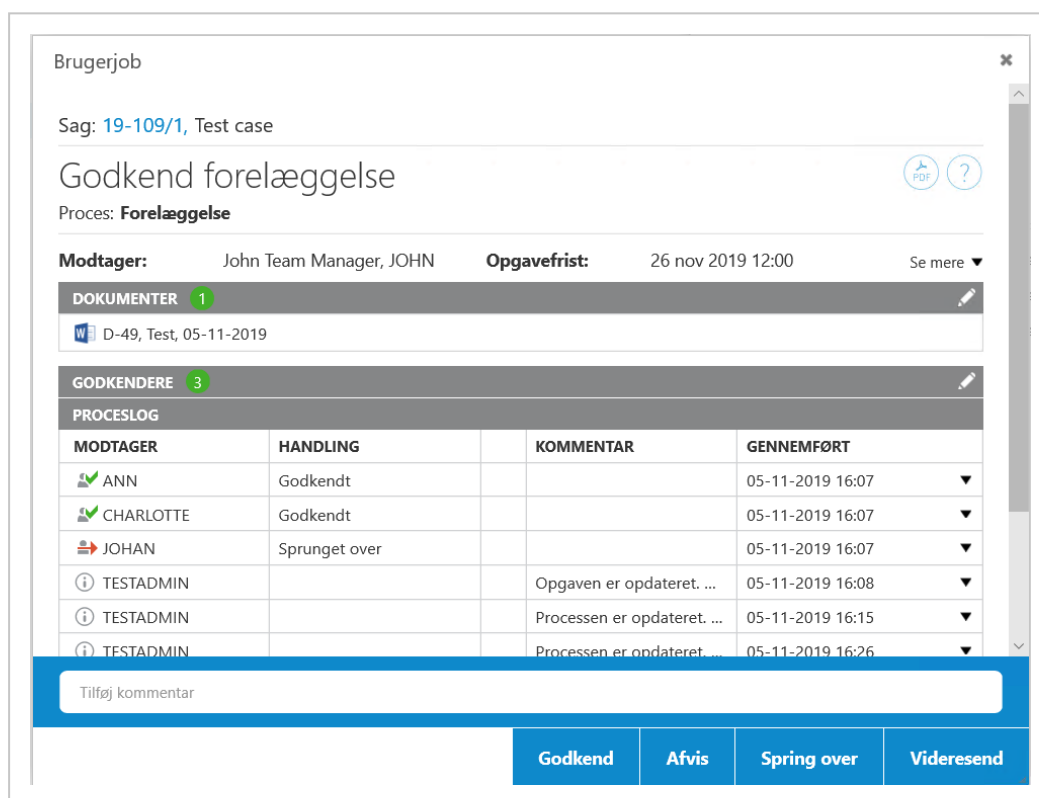 Brugerjob
Sag: 19-109/1, Test case
Godkend forelæggelse
PDF ?
Proces: Forelæggelse
Modtager: John Team Manager, JOHN Opgavefrist: 26 nov 2019 12:00 Se mere
DOKUMENTER 1
W D-49, Test, 05-11-2019
GODKENDERE 3
PROCESLOG
MODTAGER HANDLING KOMMENTAR GENNEMFØRT
ANN Godkendt 05-11-2019 16:07
CHARLOTTE Godkendt 05-11-2019 16:07
JOHAN Sprunget over 05-11-2019 16:07
TESTADMIN Opgaven er opdateret. ... 05-11-2019 16:08
TESTADMIN Processen er opdateret. ... 05-11-2019 16:15
TESTADMIN Processen er opdateret. ... 05-11-2019 16:26
Tilføj kommentar
Godkend Afvis Spring over Videresend